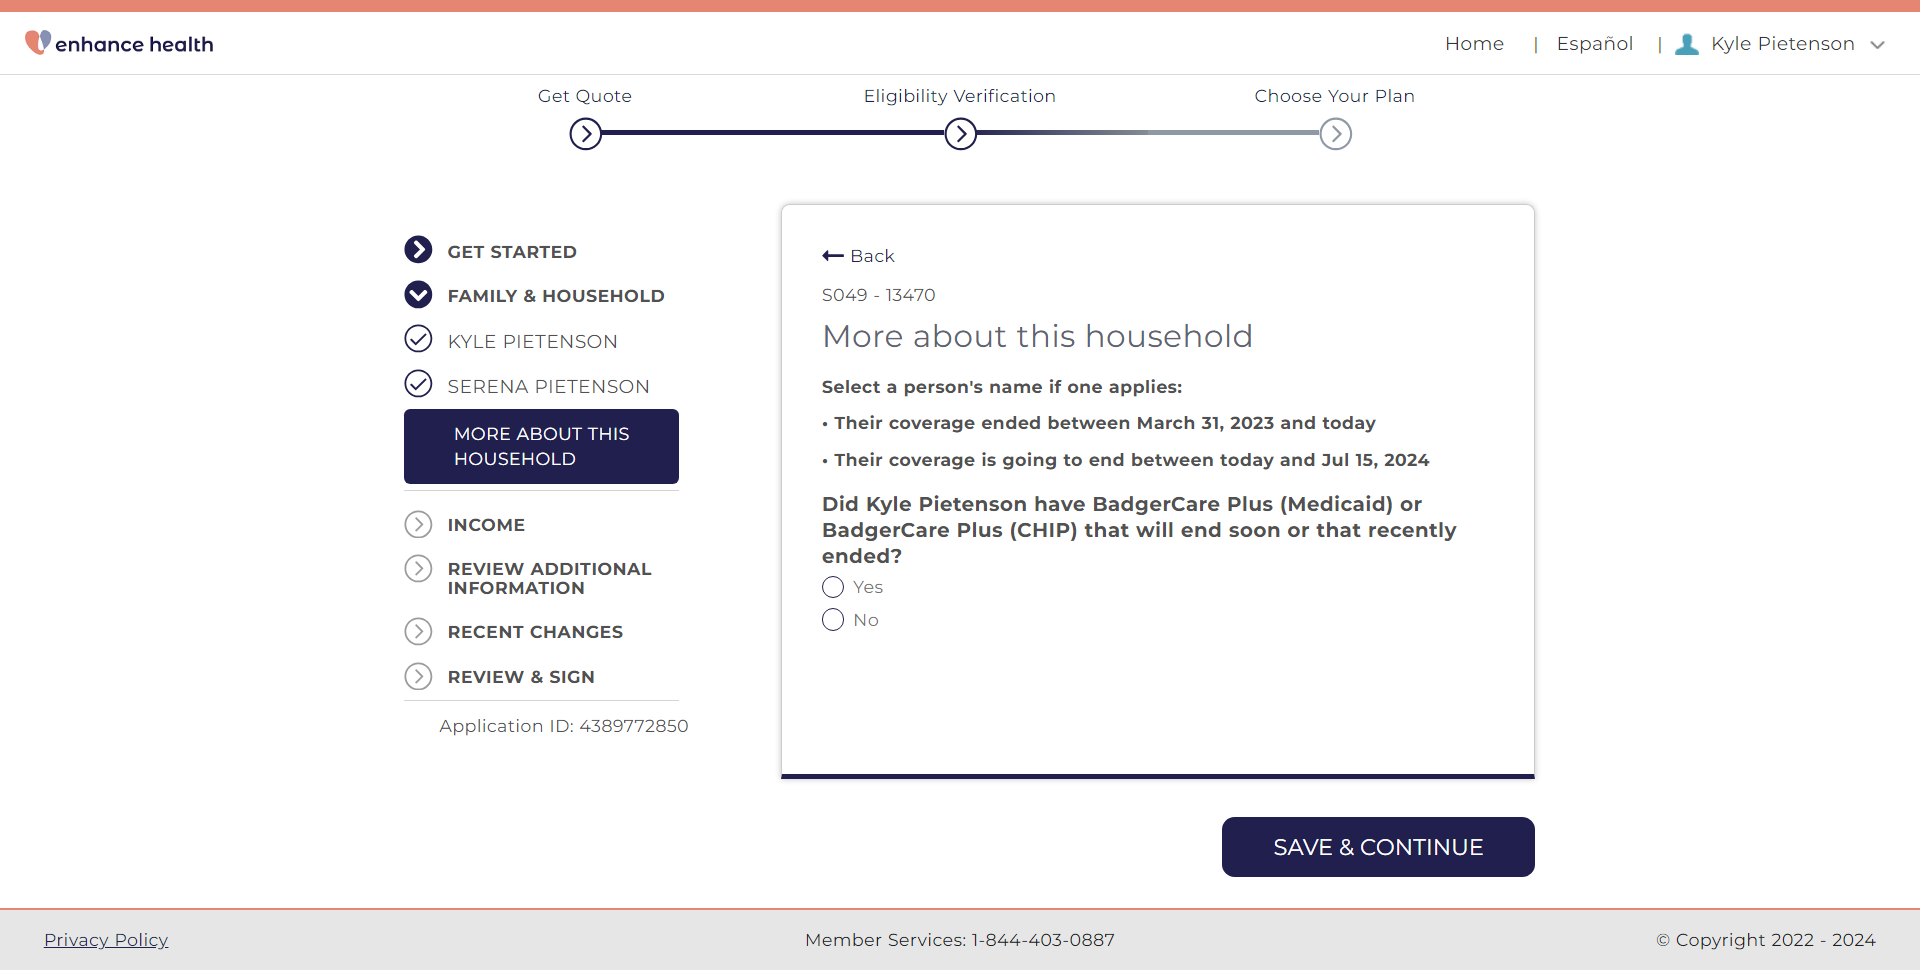 enhance health
Home | Español | Kyle Pietenson
Get Quote
Eligibility Verification
Choose Your Plan
GET STARTED
FAMILY & HOUSEHOLD
KYLE PIETENSON
SERENA PIETENSON
MORE ABOUT THIS
HOUSEHOLD
INCOME
REVIEW ADDITIONAL
INFORMATION
RECENT CHANGES
REVIEW & SIGN
Application ID: 4389772850
Back
S049 - 13470
More about this household
Select a person's name if one applies:
• Their coverage ended between March 31, 2023 and today
• Their coverage is going to end between today and Jul 15, 2024
Did Kyle Pietenson have BadgerCare Plus (Medicaid) or
BadgerCare Plus (CHIP) that will end soon or that recently
ended?
Yes
No
SAVE & CONTINUE
Privacy Policy
Member Services: 1-844-403-0887
© Copyright 2022 - 2024